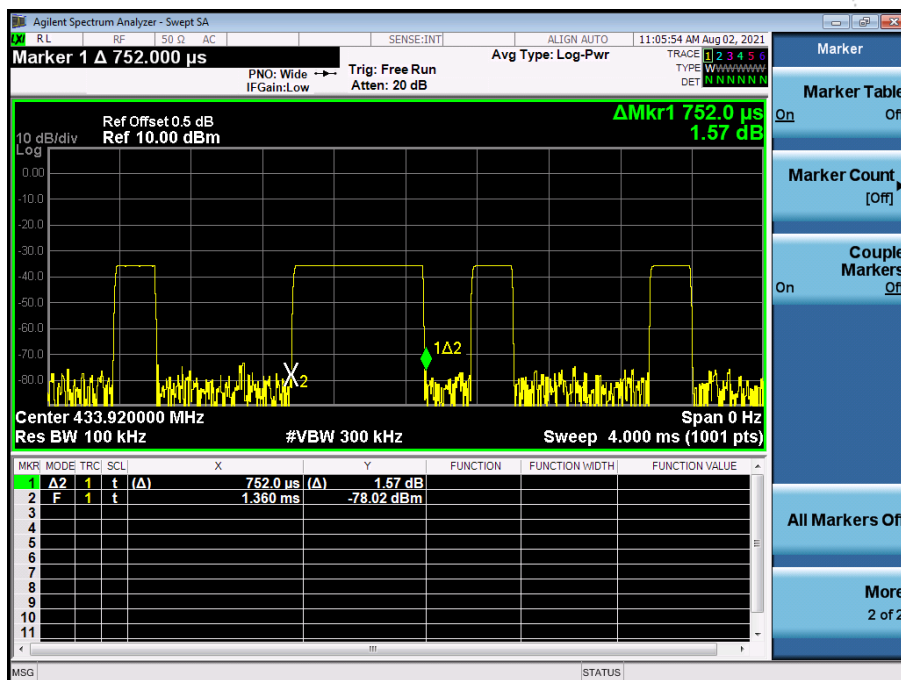 Agilent Spectrum Analyzer - Swept SA
LXI RL RF 50 Ω AC SENSE:INT ALIGN AUTO 11:05:54 AM Aug 02, 2021
Marker 1 Δ 752.000 µs
PNO: Wide
IFGain:Low
Trig: Free Run
Atten: 20 dB
Avg Type: Log-Pwr
TRACE 1 2 3 4 5 6
TYPE WWWWWW
DET N N N N N N
ΔMkr1 752.0 µs
1.57 dB
Ref Offset 0.5 dB
10 dB/div Ref 10.00 dBm
Log
0.00
-10.0
-20.0
-30.0
-40.0
-50.0
-60.0
-70.0
-80.0
1Δ2
X2
Center 433.920000 MHz Span 0 Hz
Res BW 100 kHz #VBW 300 kHz Sweep 4.000 ms (1001 pts)
MKR MODE TRC SCL X Y FUNCTION FUNCTION WIDTH FUNCTION VALUE
1 Δ2 1 t (Δ) 752.0 µs (Δ) 1.57 dB
2 F 1 t 1.360 ms -78.02 dBm
3
4
5
6
7
8
9
10
11
MSG STATUS
Marker
Marker Table
On Off
Marker Count
[Off]
Couple
Markers
On Off
All Markers Off
More
2 of 2